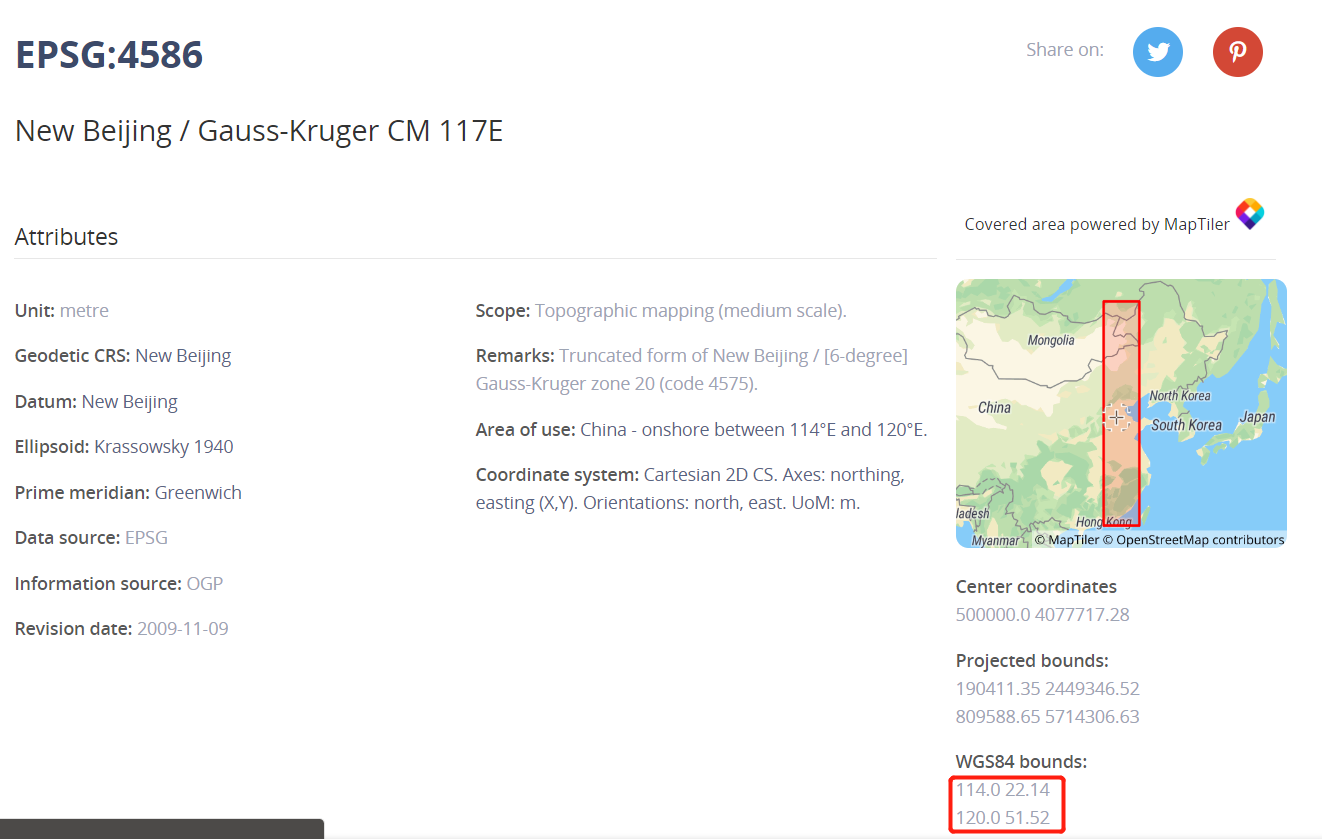 EPSG:4586
Share on:
New Beijing / Gauss-Kruger CM 117E
Attributes
Covered area powered by MapTiler
Unit: metre
Geodetic CRS: New Beijing
Datum: New Beijing
Ellipsoid: Krassowsky 1940
Prime meridian: Greenwich
Data source: EPSG
Information source: OGP
Revision date: 2009-11-09
Scope: Topographic mapping (medium scale).
Remarks: Truncated form of New Beijing / [6-degree]
Gauss-Kruger zone 20 (code 4575).
Area of use: China - onshore between 114°E and 120°E.
Coordinate system: Cartesian 2D CS. Axes: northing,
easting (X,Y). Orientations: north, east. UoM: m.
Mongolia
North Korea
China
Japan
South Korea
ladesh
Hong Kong
Myanmar
© MapTiler © OpenStreetMap contributors
Center coordinates
500000.0 4077717.28
Projected bounds:
190411.35 2449346.52
809588.65 5714306.63
WGS84 bounds:
114.0 22.14
120.0 51.52